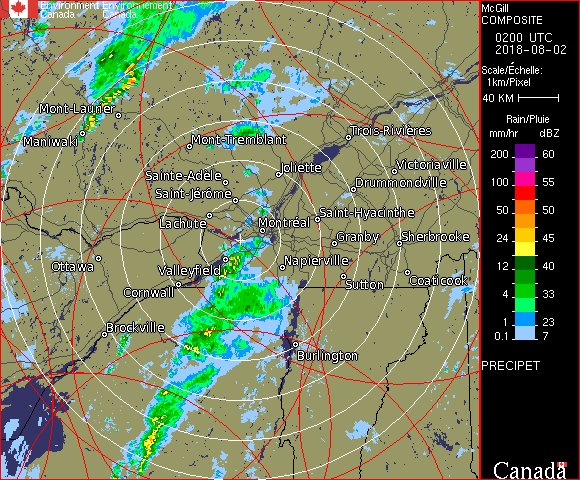 Environment Environnement
Canada Canada
McGill
COMPOSITE
0200 UTC
2018-08-02
Scale/Échelle:
1km/Pixel
40 KM
Rain/Pluie
mm/hr dBZ
200 60
100 55
50 50
24 45
12 40
4 33
2 23
0.1 7
PRECIPET
Canada
Mont-Laurier
Maniwaki
Mont-Tremblant
Trois-Rivières
Joliette
Victoriaville
Sainte-Adèle
Drummondville
Saint-Jérôme
Lachute
Saint-Hyacinthe
Montréal
Granby
Sherbrooke
Ottawa
Valleyfield
Napierville
Cornwall
Sutton
Coaticook
Brockville
Burlington